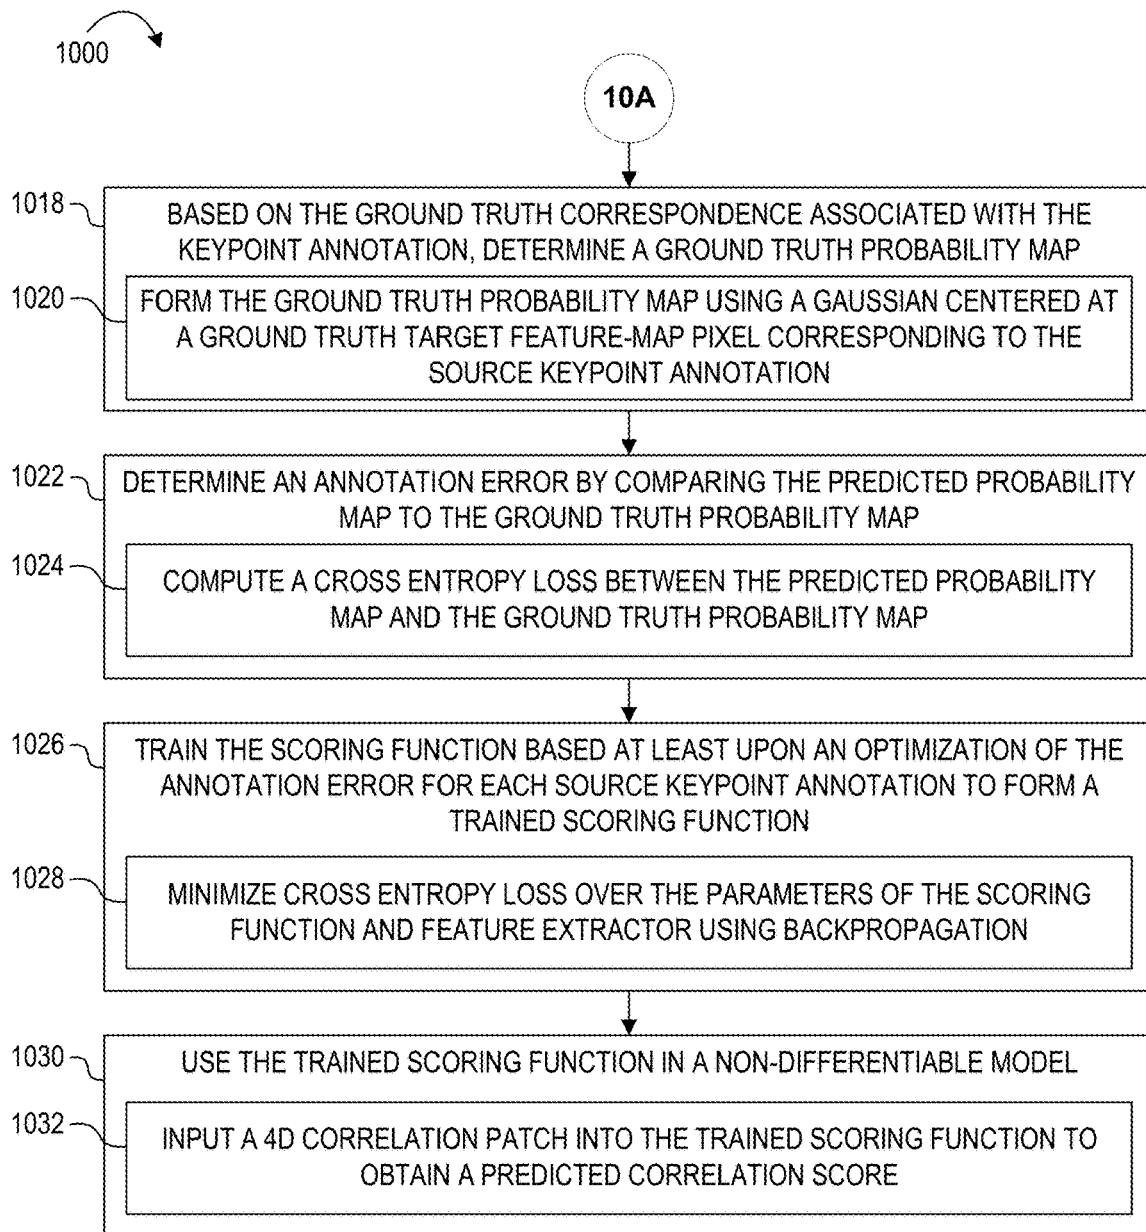 1000
10A
1018
BASED ON THE GROUND TRUTH CORRESPONDENCE ASSOCIATED WITH THE
KEYPOINT ANNOTATION, DETERMINE A GROUND TRUTH PROBABILITY MAP
1020
FORM THE GROUND TRUTH PROBABILITY MAP USING A GAUSSIAN CENTERED AT
A GROUND TRUTH TARGET FEATURE-MAP PIXEL CORRESPONDING TO THE
SOURCE KEYPOINT ANNOTATION
1022
DETERMINE AN ANNOTATION ERROR BY COMPARING THE PREDICTED PROBABILITY
MAP TO THE GROUND TRUTH PROBABILITY MAP
1024
COMPUTE A CROSS ENTROPY LOSS BETWEEN THE PREDICTED PROBABILITY
MAP AND THE GROUND TRUTH PROBABILITY MAP
1026
TRAIN THE SCORING FUNCTION BASED AT LEAST UPON AN OPTIMIZATION OF THE
ANNOTATION ERROR FOR EACH SOURCE KEYPOINT ANNOTATION TO FORM A
TRAINED SCORING FUNCTION
1028
MINIMIZE CROSS ENTROPY LOSS OVER THE PARAMETERS OF THE SCORING
FUNCTION AND FEATURE EXTRACTOR USING BACKPROPAGATION
1030
USE THE TRAINED SCORING FUNCTION IN A NON-DIFFERENTIABLE MODEL
1032
INPUT A 4D CORRELATION PATCH INTO THE TRAINED SCORING FUNCTION TO
OBTAIN A PREDICTED CORRELATION SCORE